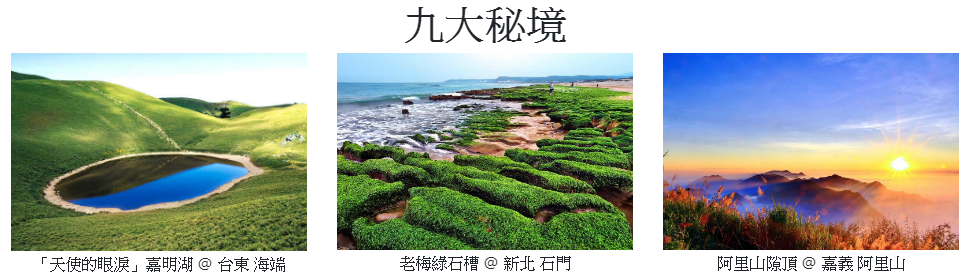 九大秘境
「天使的眼淚」嘉明湖 @ 台東 海端
老梅綠石槽 @ 新北 石門
阿里山隙頂 @ 嘉義 阿里山